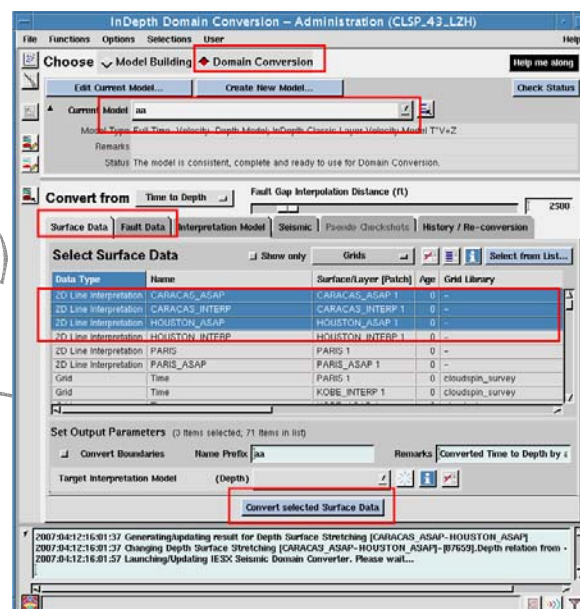 InDepth Domain Conversion – Administration (CLSP_43_LZH)
File Functions Options Selections User Help
Choose Model Building Domain Conversion Help me along
Edit Current Model... Create New Model... Check Status
Current Model aa
Model Type Full Time, Velocity, Depth Model; InDepth Classic Layer Velocity Model T*V=Z
Remarks
Status The model is consistent, complete and ready to use for Domain Conversion.
Convert from Time to Depth Fault Gap Interpolation Distance (ft) 2500
Surface Data Fault Data Interpretation Model Seismic Pseudo Checkshots History / Re-conversion
Select Surface Data Show only Grids Select from List...
Data Type Name Surface/Layer [Patch] Age Grid Library
2D Line Interpretation CARACAS_ASAP CARACAS_ASAP 1 0 -
2D Line Interpretation CARACAS_INTERP CARACAS_INTERP 1 0 -
2D Line Interpretation HOUSTON_ASAP HOUSTON_ASAP 1 0 -
2D Line Interpretation HOUSTON_INTERP HOUSTON_INTERP 1 0 -
2D Line Interpretation PARIS PARIS 1 0 -
2D Line Interpretation PARIS_ASAP PARIS_ASAP 1 0 -
Grid Time PARIS 1 0 cloudspin_survey
Grid Time KOBE_INTERP 1 0 cloudspin_survey
Set Output Parameters (3 items selected; 71 items in list)
Convert Boundaries Name Prefix aa Remarks Converted Time to Depth by a
Target Interpretation Model (Depth)
Convert selected Surface Data
2007:04:12:16:01:37 Generating/updating result for Depth Surface Stretching [CARACAS_ASAP-HOUSTON_ASAP]
2007:04:12:16:01:37 Changing Depth Surface Stretching [CARACAS_ASAP-HOUSTON_ASAP]-[87659].Depth relation from -
2007:04:12:16:01:57 Launching/Updating IESX Seismic Domain Converter. Please wait...